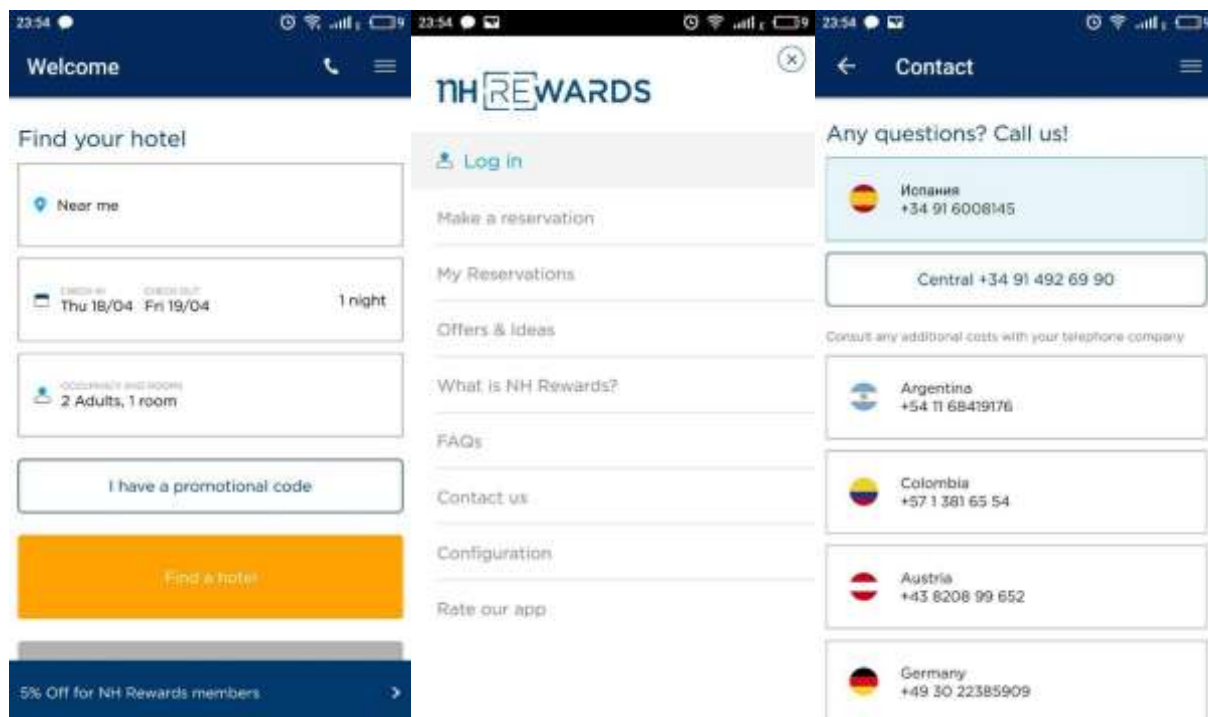 23:54
Welcome
Find your hotel
Near me
CHECK IN CHECK OUT
Thu 18/04 Fri 19/04 1 night
OCCUPANCY AND ROOMS
2 Adults, 1 room
I have a promotional code
Find a hotel
5% Off for NH Rewards members
23:54
NH REWARDS
Log in
Make a reservation
My Reservations
Offers & Ideas
What is NH Rewards?
FAQs
Contact us
Configuration
Rate our app
23:54
Contact
Any questions? Call us!
Испания
+34 91 6008145
Central +34 91 492 69 90
Consult any additional costs with your telephone company
Argentina
+54 11 68419176
Colombia
+57 1 381 65 54
Austria
+43 8208 99 652
Germany
+49 30 22385909